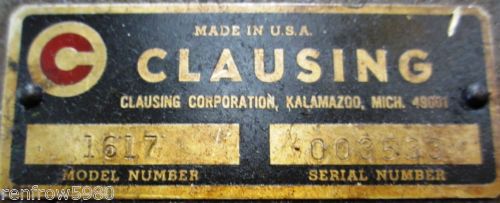 MADE IN U.S.A.
C CLAUSING
CLAUSING CORPORATION, KALAMAZOO, MICH. 49001
1617
MODEL NUMBER SERIAL NUMBER
renfrow5980